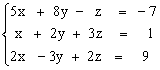 5x + 8y - z = -7
x + 2y + 3z = 1
2x - 3y + 2z = 9